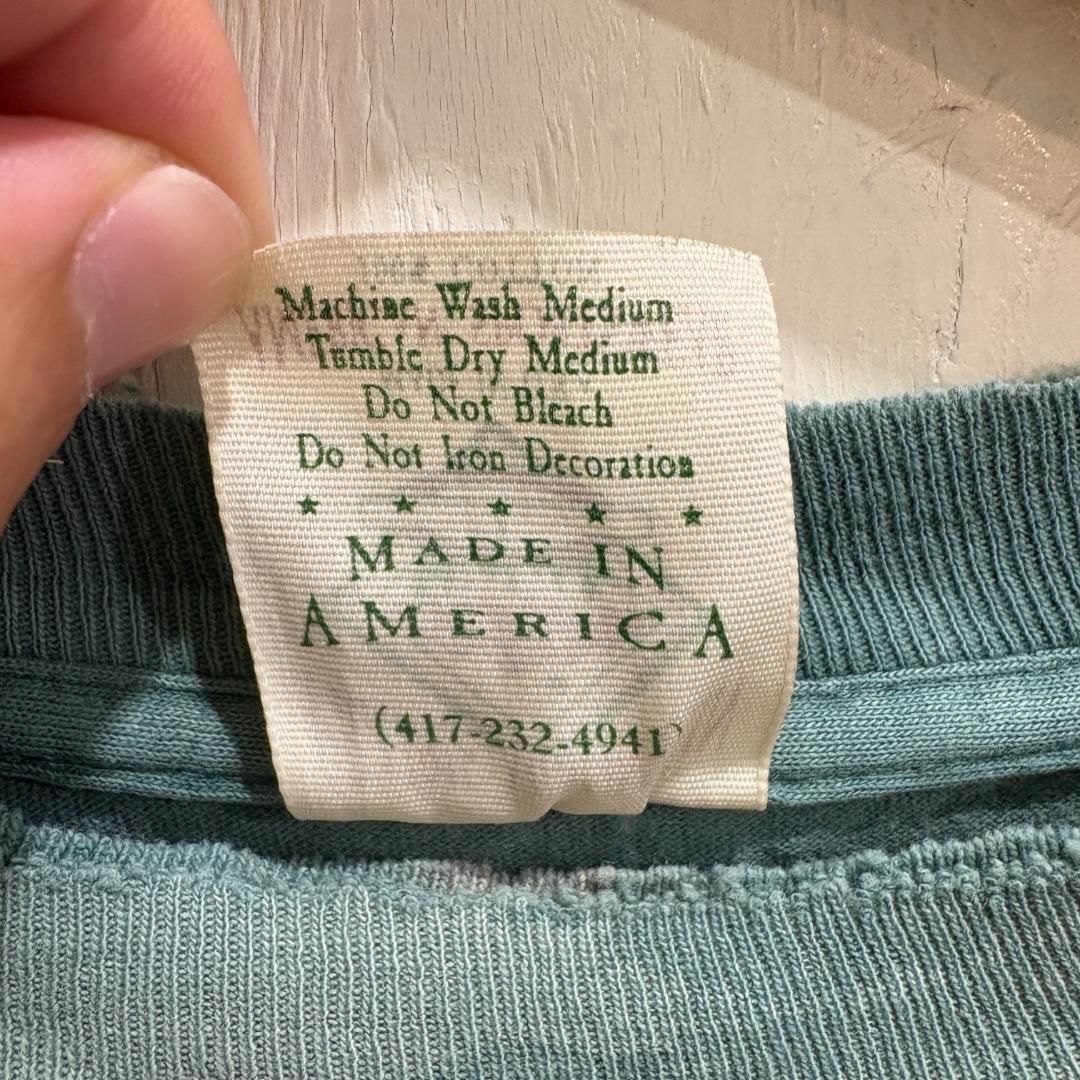 Machine Wash Medium
Tumble Dry Medium
Do Not Bleach
Do Not Iron Decoration
★ ★ ★ ★ ★
MADE IN
AMERICA
(417-232-4941)